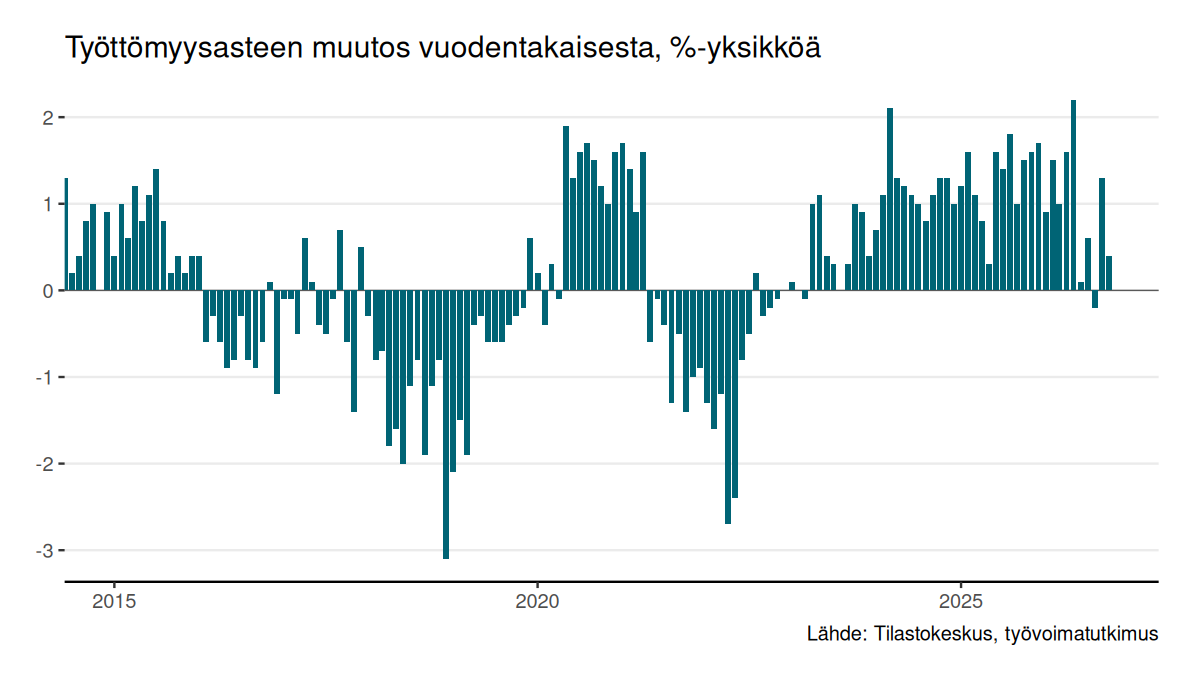 Työttömyysasteen muutos vuodentakaisesta, %-yksikköä
2
1
0
-1
-2
-3
2015 2020 2025
Lähde: Tilastokeskus, työvoimatutkimus